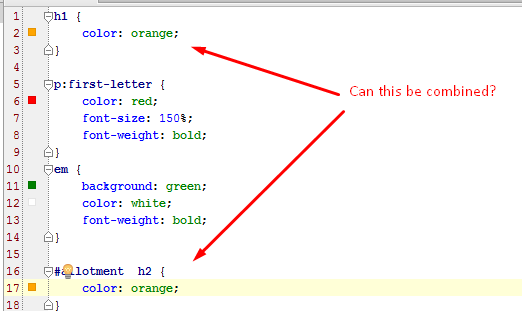 1 h1 {
2 color: orange;
3 }
4
5 p:first-letter {
6 color: red;
7 font-size: 150%;
8 font-weight: bold;
9 }
10 em {
11 background: green;
12 color: white;
13 font-weight: bold;
14 }
15
16 #allotment h2 {
17 color: orange;
18 }
Can this be combined?